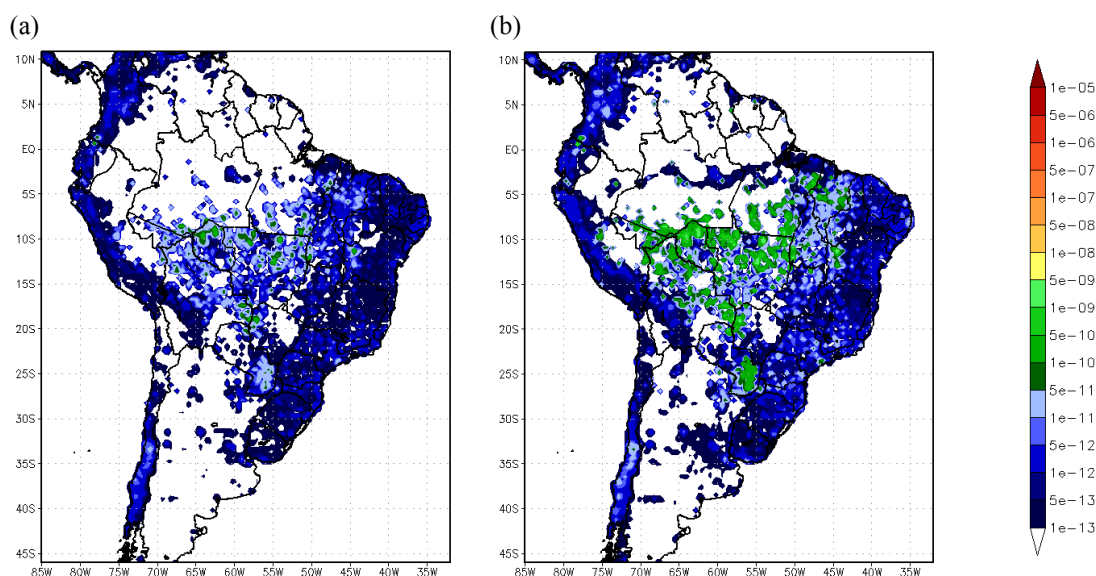 (a)
(b)
10N
5N
EQ
5S
10S
15S
20S
25S
30S
35S
40S
45S
85W 80W 75W 70W 65W 60W 55W 50W 45W 40W 35W
10N
5N
EQ
5S
10S
15S
20S
25S
30S
35S
40S
45S
85W 80W 75W 70W 65W 60W 55W 50W 45W 40W 35W
1e-05
5e-06
1e-06
5e-07
1e-07
5e-08
1e-08
5e-09
1e-09
5e-10
1e-10
5e-11
1e-11
5e-12
1e-12
5e-13
1e-13